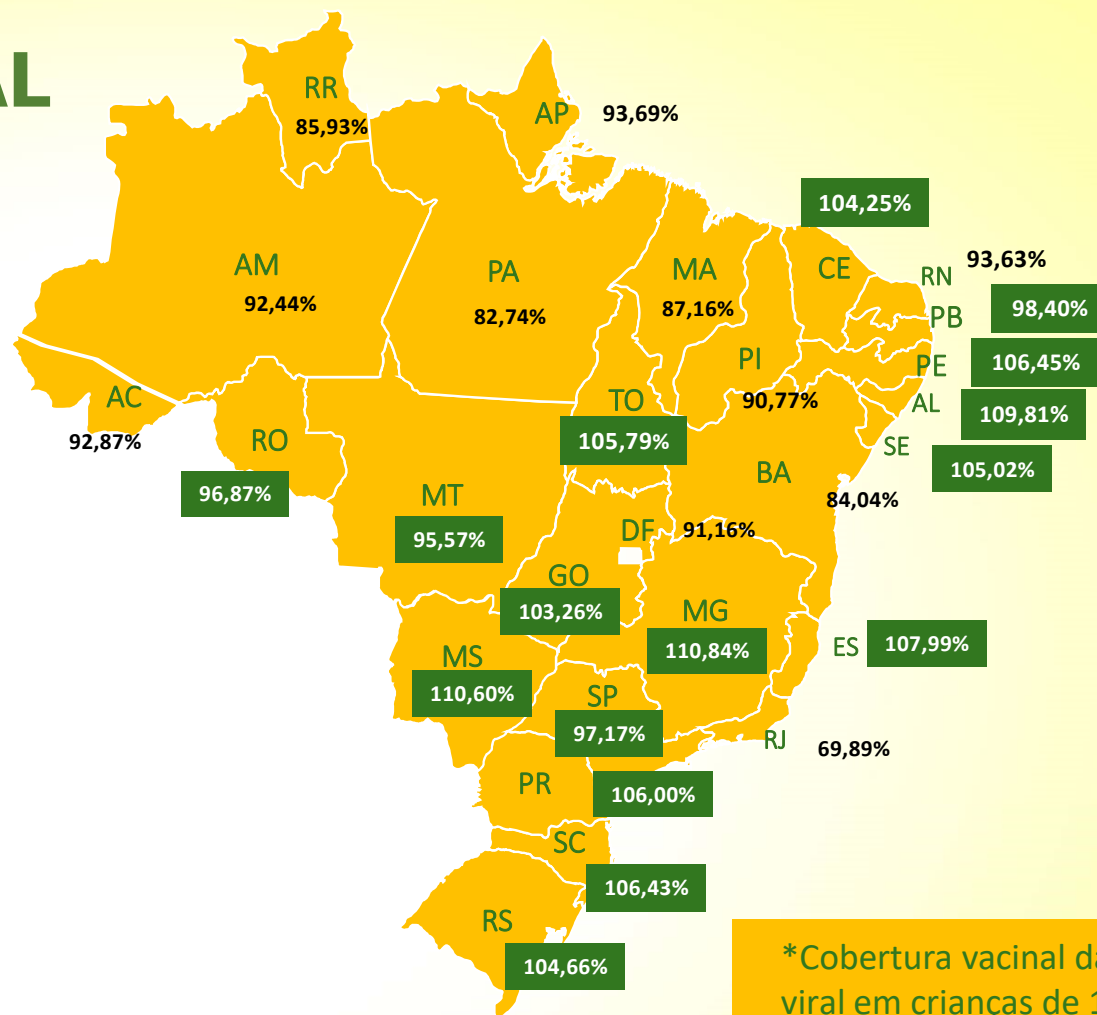 AL
RR
85,93%
AP
93,69%
104,25%
AM
92,44%
PA
82,74%
MA
87,16%
CE
RN
93,63%
PB
98,40%
PI
90,77%
PE
106,45%
AC
92,87%
TO
105,79%
AL
109,81%
RO
96,87%
SE
105,02%
MT
95,57%
BA
84,04%
DF
91,16%
GO
103,26%
MG
110,84%
ES
107,99%
MS
110,60%
SP
97,17%
RJ
69,89%
PR
106,00%
SC
106,43%
RS
104,66%
*Cobertura vacinal da
viral em crianças de 1